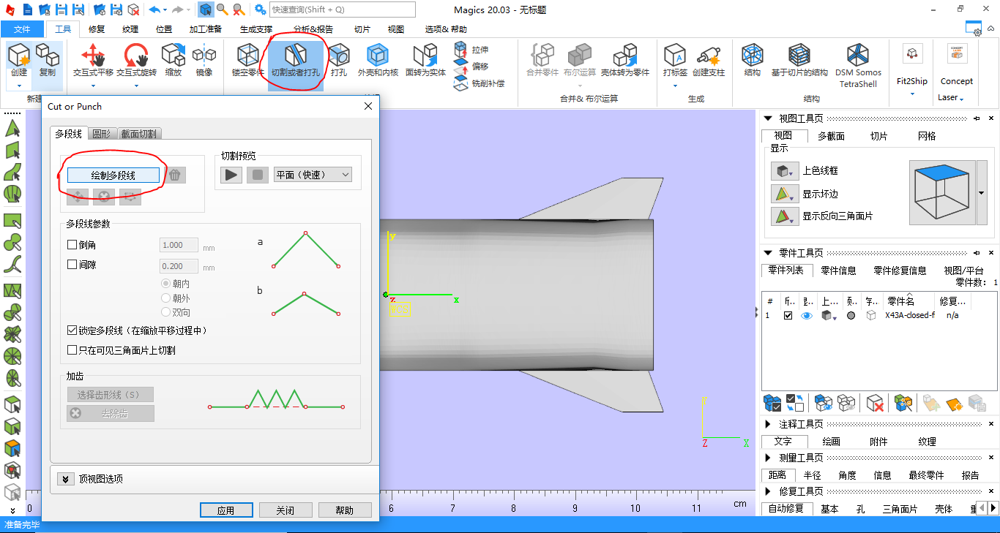 快速查询(Shift + Q)
Magics 20.03 - 无标题
文件 工具 修复 纹理 位置 加工准备 生成支撑 分析&报告 切片 视图 选项& 帮助
创建 复制 交互式平移 交互式旋转 缩放 镜像 镂空零件 切割或者打孔 打孔 外壳和内核 面转为实体 拉伸 偏移 铣削补偿 合并零件 布尔运算 壳体转为零件 打标签 创建支柱 结构 基于切片的结构 DSM Somos TetraShell Fit2Ship Concept Laser
新建 合并& 布尔运算 生成 结构
Cut or Punch
多段线 圆形 截面切割
绘制多段线
切割预览
平面（快速）
多段线参数
倒角 1.000 mm
间隙 0.200 mm
朝内
朝外
双向
a
b
锁定多段线（在缩放平移过程中）
只在可见三角面片上切割
加齿
选择齿形线（S）
去除齿
顶视图选项
应用 关闭 帮助
y
z x
Y
Z X
0 6 7 8 9 10 11 cm
视图工具页
视图 多截面 切片 网格
显示
上色线框
显示坏边
显示反向三角面片
零件工具页
零件列表 零件信息 零件修复信息 视图/平台
零件数: 1
# 上... 零件名 修复...
1 X43A-closed-f n/a
注释工具页
文字 绘画 附件 纹理
测量工具页
距离 半径 角度 信息 最终零件 报告
修复工具页
自动修复 基本 孔 三角面片 壳体
准备完毕